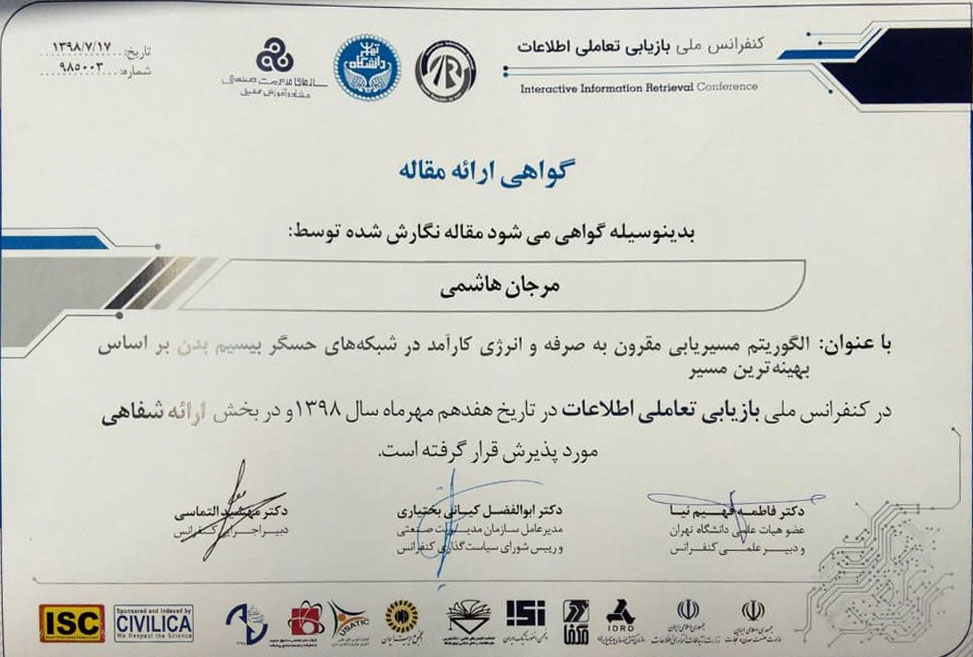 کنفرانس ملی بازیابی تعاملی اطلاعات
Interactive Information Retrieval Conference
دانشگاه تهران
سازمان مدیریت صنعتی
تاریخ: ۱۳۹۸/۷/۱۷
شماره: ۹۸۵۰۰۳
گواهی ارائه مقاله
بدینوسیله گواهی می شود مقاله نگارش شده توسط:
مرجان هاشمی
با عنوان: الگوریتم مسیریابی مقرون به صرفه و انرژی کارآمد در شبکه‌های حسگر بیسیم بدن بر اساس
بهینه‌ترین مسیر
در کنفرانس ملی بازیابی تعاملی اطلاعات در تاریخ هفدهم مهرماه سال ۱۳۹۸ و در بخش ارائه شفاهی
مورد پذیرش قرار گرفته است.
دکتر فاطمه فهیم نیا
عضو هیات علمی دانشگاه تهران
و دبیر علمی کنفرانس
دکتر ابوالفضل کیانی بختیاری
مدیرعامل سازمان مدیریت صنعتی
و رییس شورای سیاست‌گذاری کنفرانس
دکتر مهشید التماسی
دبیر اجرایی کنفرانس
IDRO
USATIC
Sponsored and Indexed by
CIVILICA
We Respect the Science
ISC